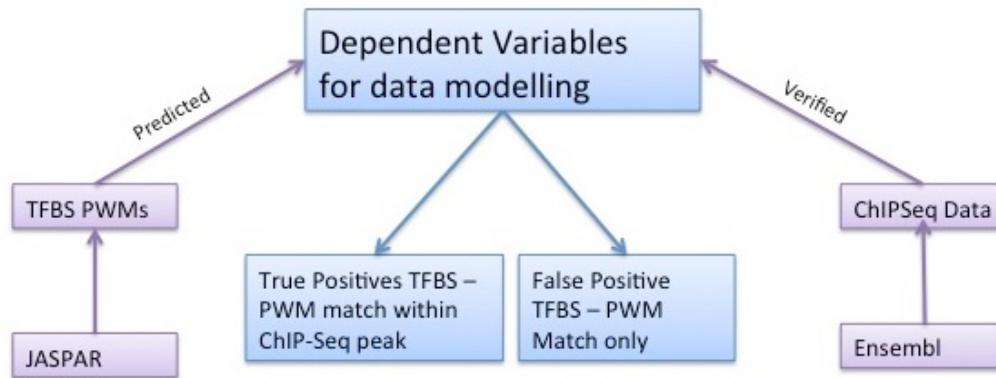 Dependent Variables
for data modelling
Predicted
Verified
TFBS PWMs
ChIPSeq Data
True Positives TFBS –
PWM match within
ChIP-Seq peak
False Positive
TFBS – PWM
Match only
JASPAR
Ensembl